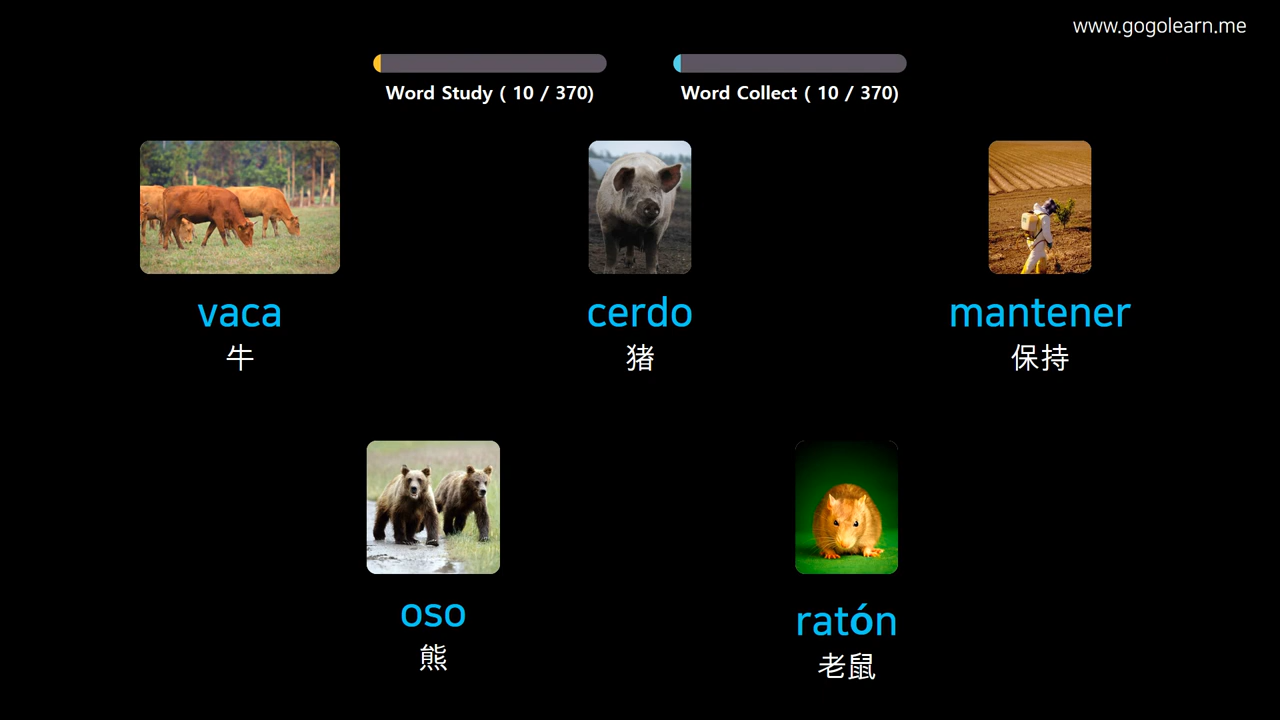 www.gogolearn.me
Word Study ( 10 / 370)
Word Collect ( 10 / 370)
vaca
牛
cerdo
猪
mantener
保持
oso
熊
ratón
老鼠